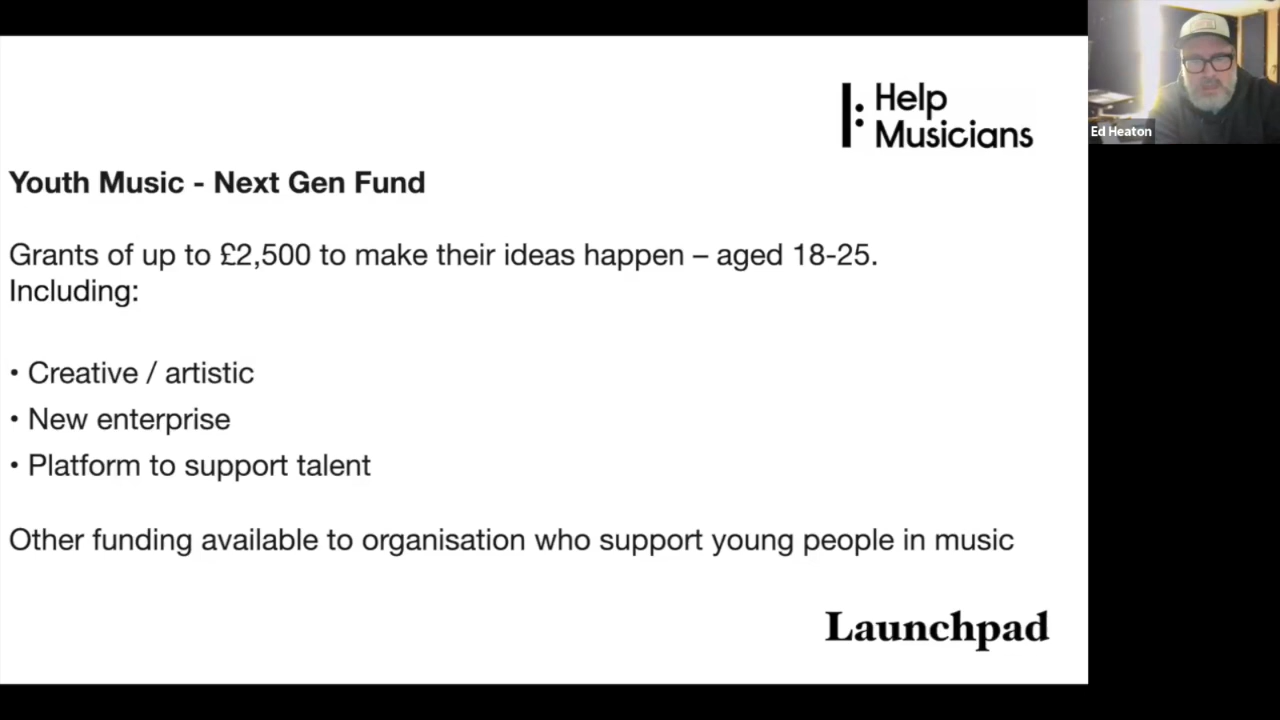 Help
Musicians
Ed Heaton
Youth Music - Next Gen Fund
Grants of up to £2,500 to make their ideas happen – aged 18-25.
Including:
• Creative / artistic
• New enterprise
• Platform to support talent
Other funding available to organisation who support young people in music
Launchpad